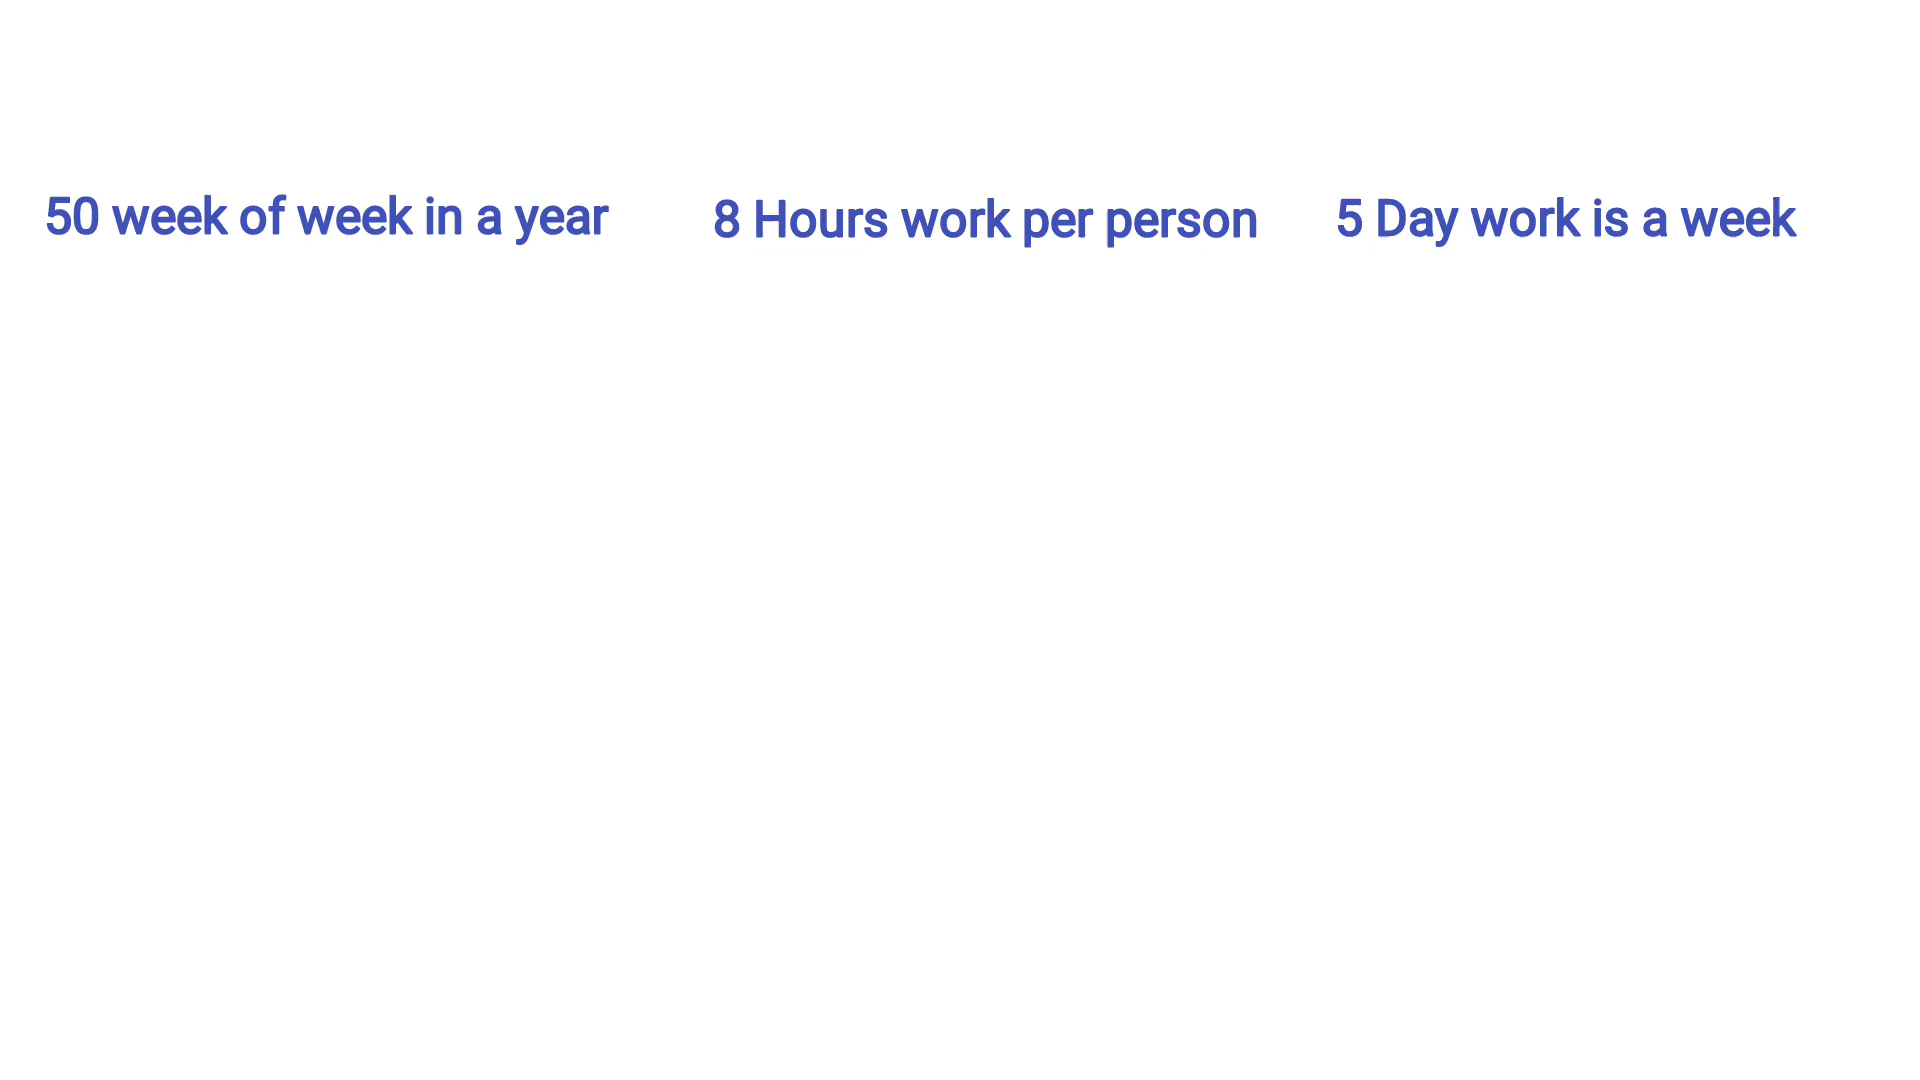 50 week of week in a year
8 Hours work per person
5 Day work is a week